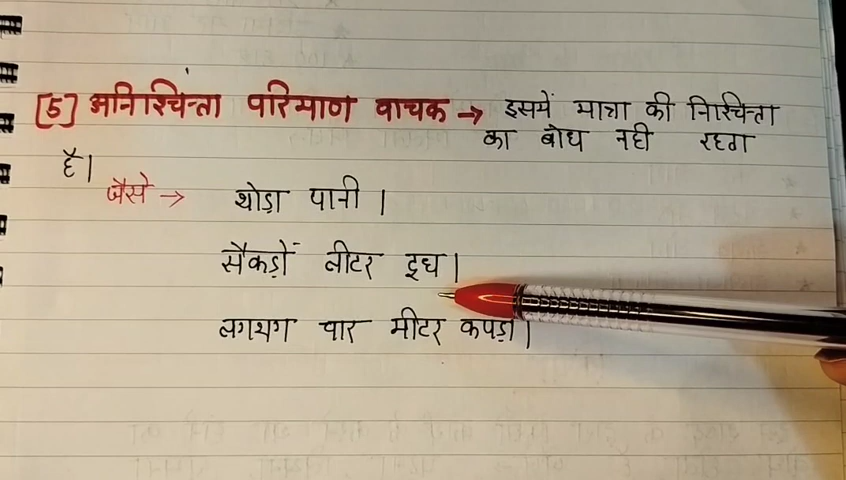 [5] अनिश्चिन्ता परिमाण वाचक → इसमें मात्रा की निश्चिन्ता
का बोध नही रहता
है।
जैसे → थोड़ा पानी ।
सैकड़ों लीटर दूध।
लगभग चार मीटर कपड़ा।